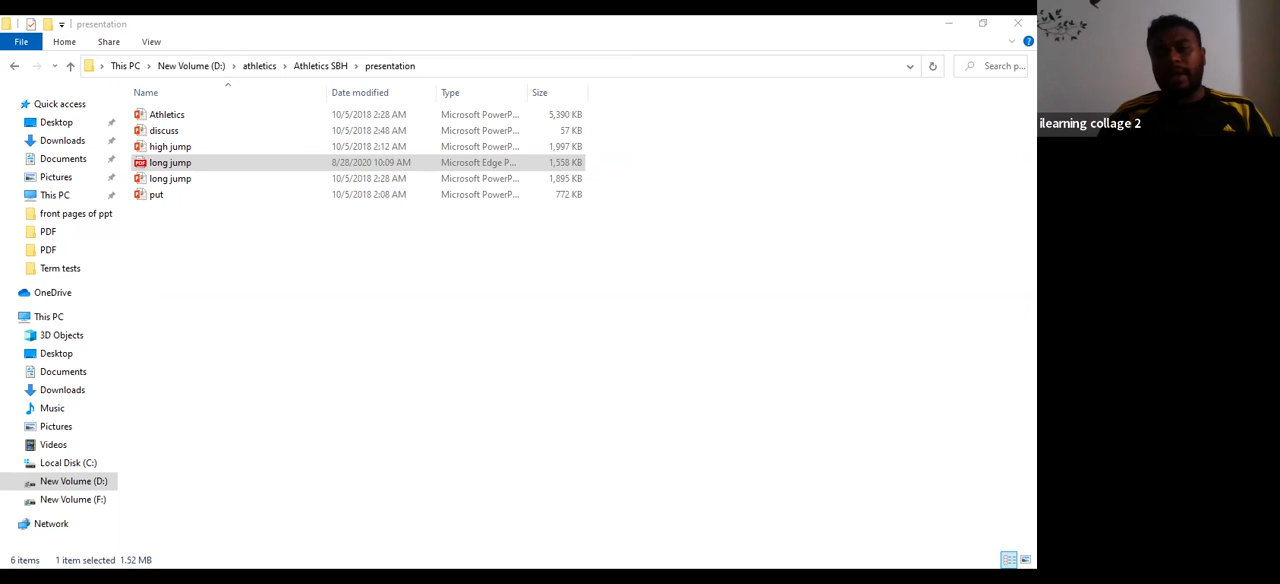 presentation
File Home Share View
This PC > New Volume (D:) > athletics > Athletics SBH > presentation
Search p...
Name Date modified Type Size
Athletics 10/5/2018 2:28 AM Microsoft PowerP... 5,390 KB
discuss 10/5/2018 2:48 AM Microsoft PowerP... 57 KB
high jump 10/5/2018 2:12 AM Microsoft PowerP... 1,997 KB
long jump 8/28/2020 10:09 AM Microsoft Edge P... 1,558 KB
long jump 10/5/2018 2:28 AM Microsoft PowerP... 1,895 KB
put 10/5/2018 2:08 AM Microsoft PowerP... 772 KB
Quick access
Desktop
Downloads
Documents
Pictures
This PC
front pages of ppt
PDF
PDF
Term tests
OneDrive
This PC
3D Objects
Desktop
Documents
Downloads
Music
Pictures
Videos
Local Disk (C:)
New Volume (D:)
New Volume (F:)
Network
6 items 1 item selected 1.52 MB
ilearning collage 2